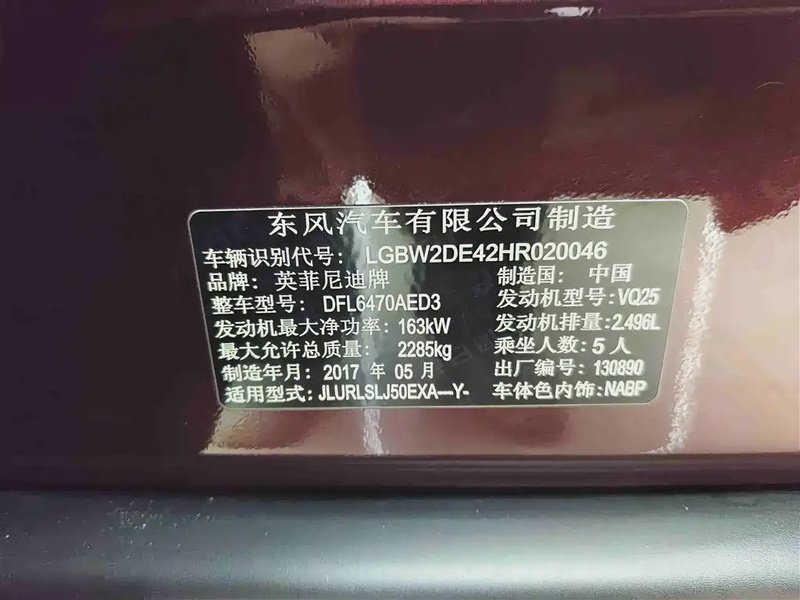 东风汽车有限公司制造
车辆识别代号: LGBW2DE42HR020046
品牌: 英菲尼迪牌 制造国: 中国
整车型号: DFL6470AED3 发动机型号: VQ25
发动机最大净功率: 163kW 发动机排量: 2.496L
最大允许总质量: 2285kg 乘坐人数: 5 人
制造年月: 2017 年 05 月 出厂编号: 130890
适用型式: JLURLSLJ50EXA—Y- 车体色内饰: NABP